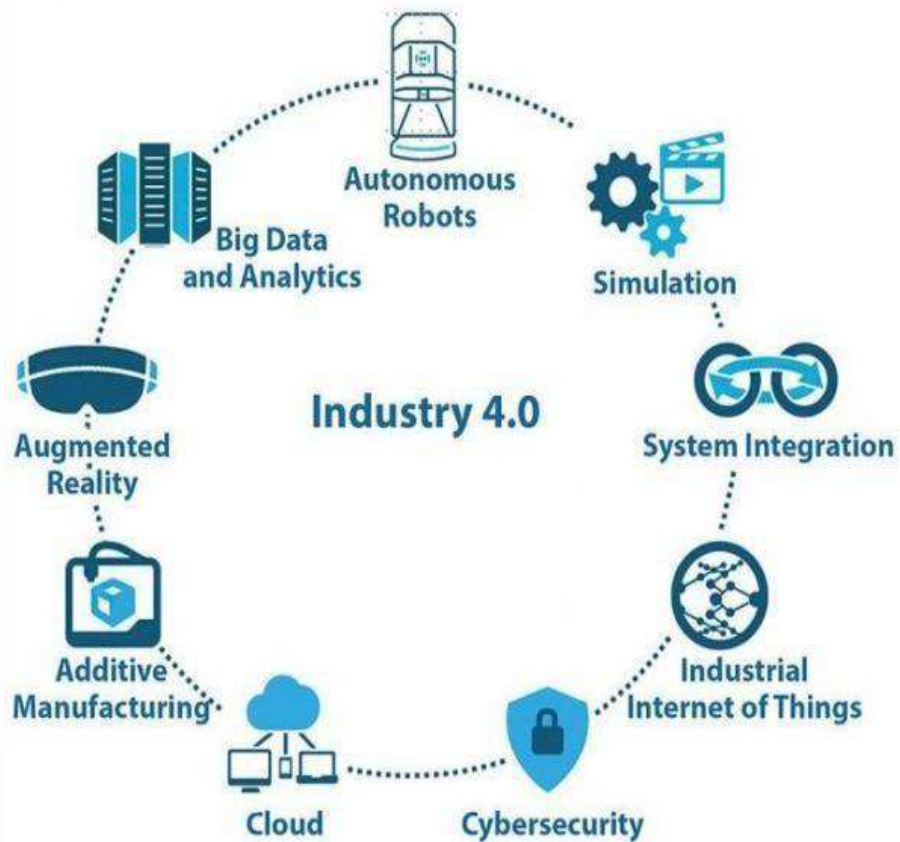 Autonomous
Robots
Big Data
and Analytics
Simulation
Industry 4.0
Augmented
Reality
System Integration
Additive
Manufacturing
Industrial
Internet of Things
Cloud
Cybersecurity